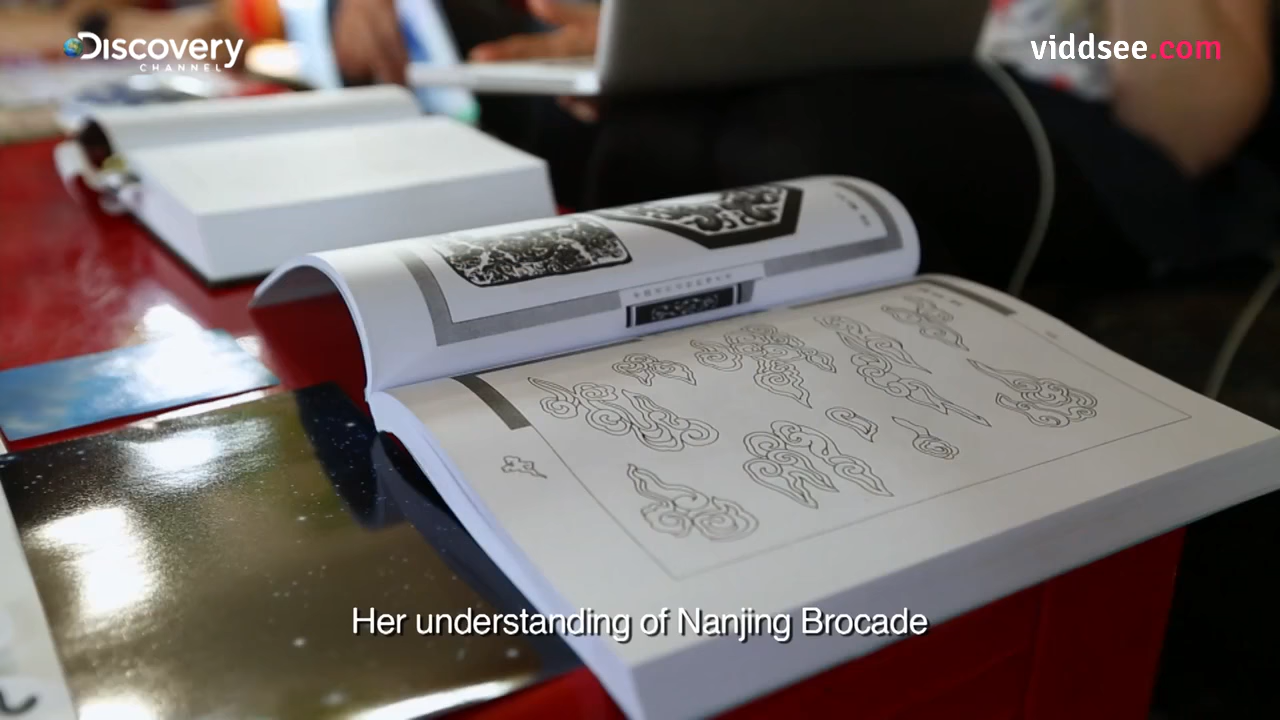 Discovery
CHANNEL
viddsee.com
Her understanding of Nanjing Brocade